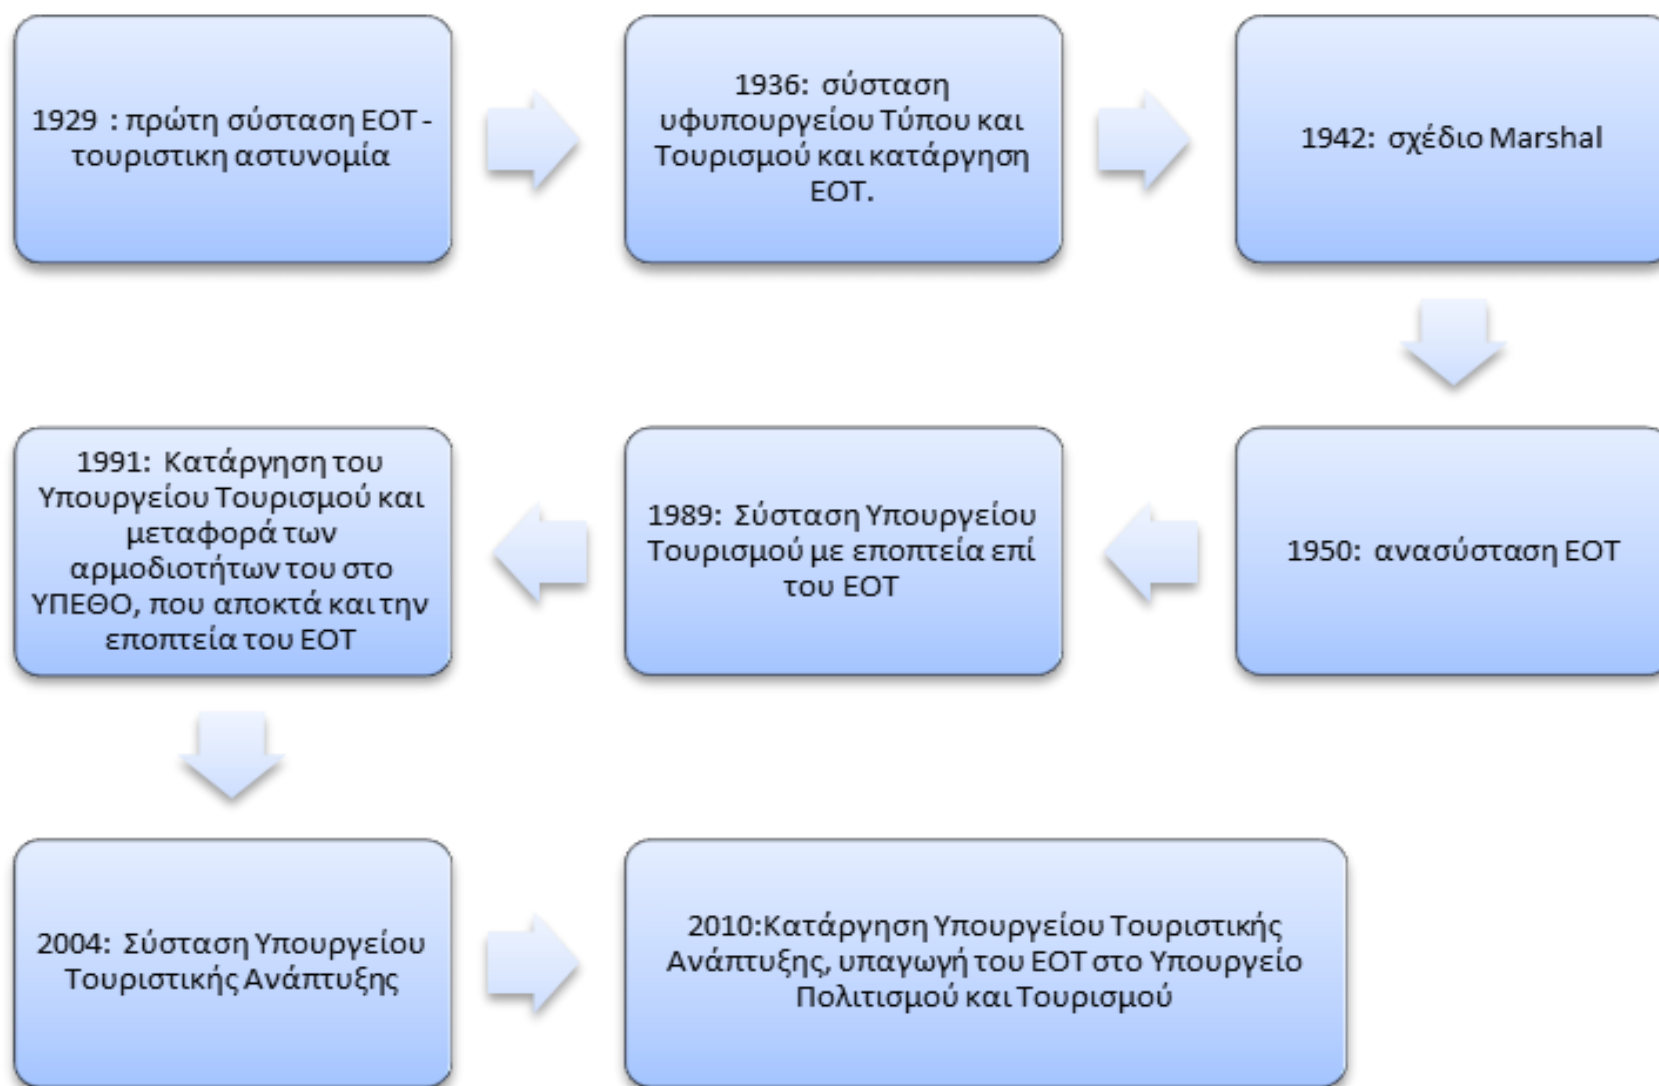 1929 : πρώτη σύσταση ΕΟΤ -
τουριστικη αστυνομία
1936: σύσταση
υφυπουργείου Τύπου και
Τουρισμού και κατάργηση
ΕΟΤ.
1942: σχέδιο Marshal
1950: ανασύσταση ΕΟΤ
1989: Σύσταση Υπουργείου
Τουρισμού με εποπτεία επί
του ΕΟΤ
1991: Κατάργηση του
Υπουργείου Τουρισμού και
μεταφορά των
αρμοδιοτήτων του στο
ΥΠΕΘΟ, που αποκτά και την
εποπτεία του ΕΟΤ
2004: Σύσταση Υπουργείου
Τουριστικής Ανάπτυξης
2010:Κατάργηση Υπουργείου Τουριστικής
Ανάπτυξης, υπαγωγή του ΕΟΤ στο Υπουργείο
Πολιτισμού και Τουρισμού